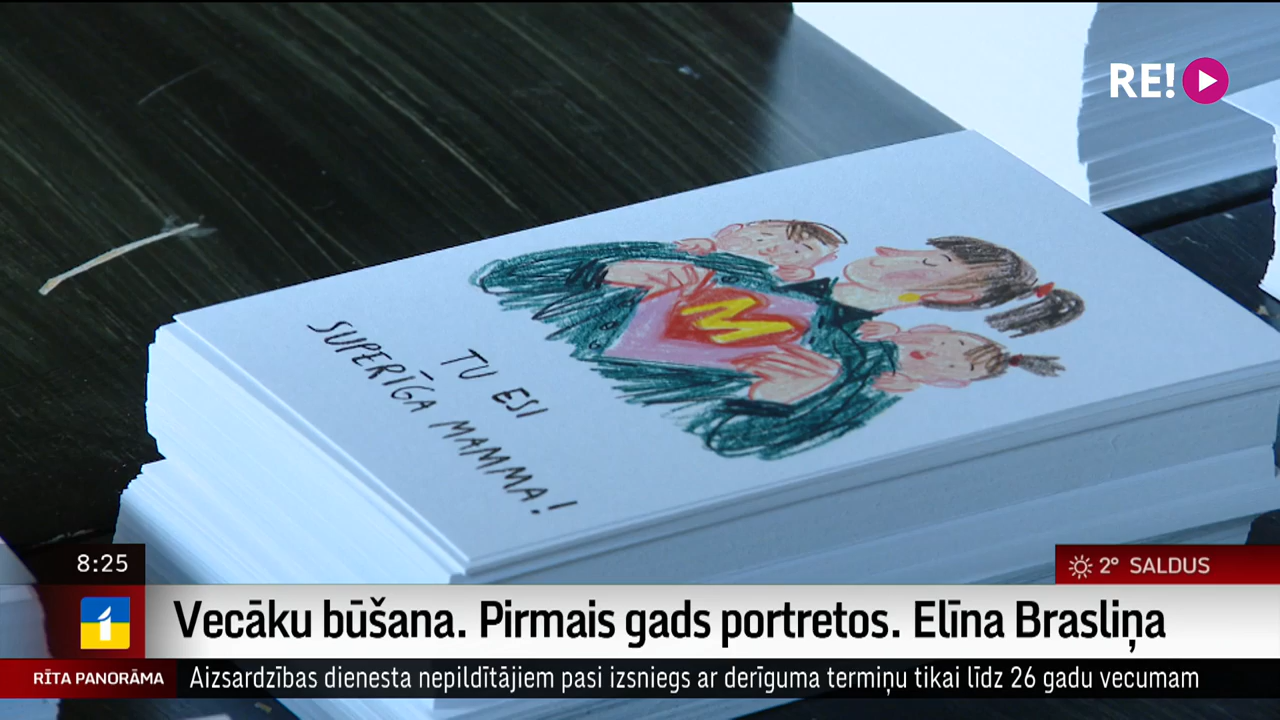 RE!
M
TU ESI
SUPERĪGA MAMMA!
8:25
2° SALDUS
1
Vecāku būšana. Pirmais gads portretos. Elīna Brasliņa
RĪTA PANORĀMA
Aizsardzības dienesta nepildītājiem pasi izsniegs ar derīguma termiņu tikai līdz 26 gadu vecumam